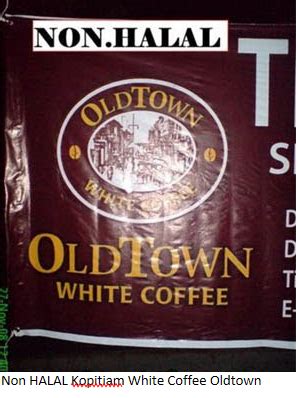 NON.HALAL
OLDTOWN
WHITE COFFEE
T
S
OLDTOWN
WHITE COFFEE
D
D
T
E-
Non HALAL Kopitiam White Coffee Oldtown